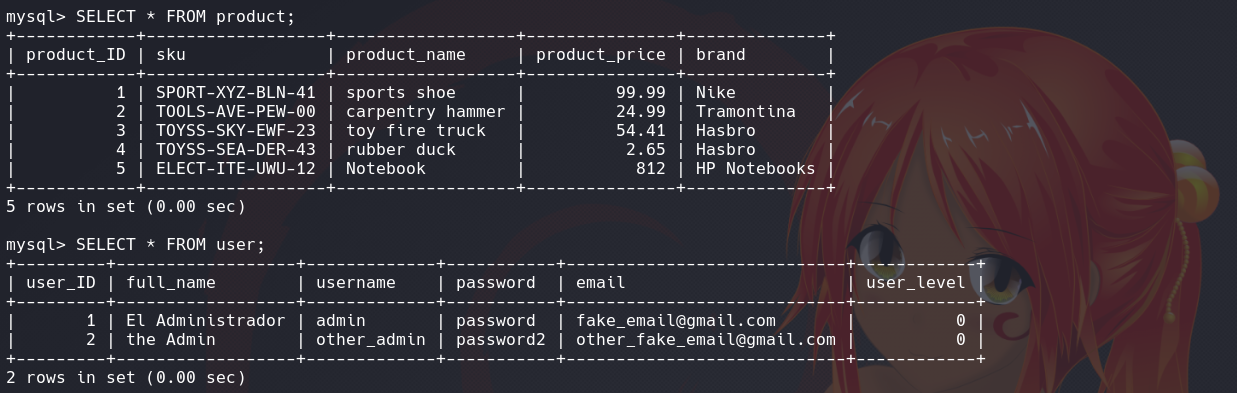 mysql> SELECT * FROM product;
+------------+------------------+------------------+---------------+--------------+
| product_ID | sku              | product_name     | product_price | brand        |
+------------+------------------+------------------+---------------+--------------+
|          1 | SPORT-XYZ-BLN-41 | sports shoe      |         99.99 | Nike         |
|          2 | TOOLS-AVE-PEW-00 | carpentry hammer |         24.99 | Tramontina   |
|          3 | TOYSS-SKY-EWF-23 | toy fire truck   |         54.41 | Hasbro       |
|          4 | TOYSS-SEA-DER-43 | rubber duck      |          2.65 | Hasbro       |
|          5 | ELECT-ITE-UWU-12 | Notebook         |           812 | HP Notebooks |
+------------+------------------+------------------+---------------+--------------+
5 rows in set (0.00 sec)

mysql> SELECT * FROM user;
+---------+------------------+-------------+-----------+----------------------------+------------+
| user_ID | full_name        | username    | password  | email                      | user_level |
+---------+------------------+-------------+-----------+----------------------------+------------+
|       1 | El Administrador | admin       | password  | fake_email@gmail.com       |          0 |
|       2 | the Admin        | other_admin | password2 | other_fake_email@gmail.com |          0 |
+---------+------------------+-------------+-----------+----------------------------+------------+
2 rows in set (0.00 sec)